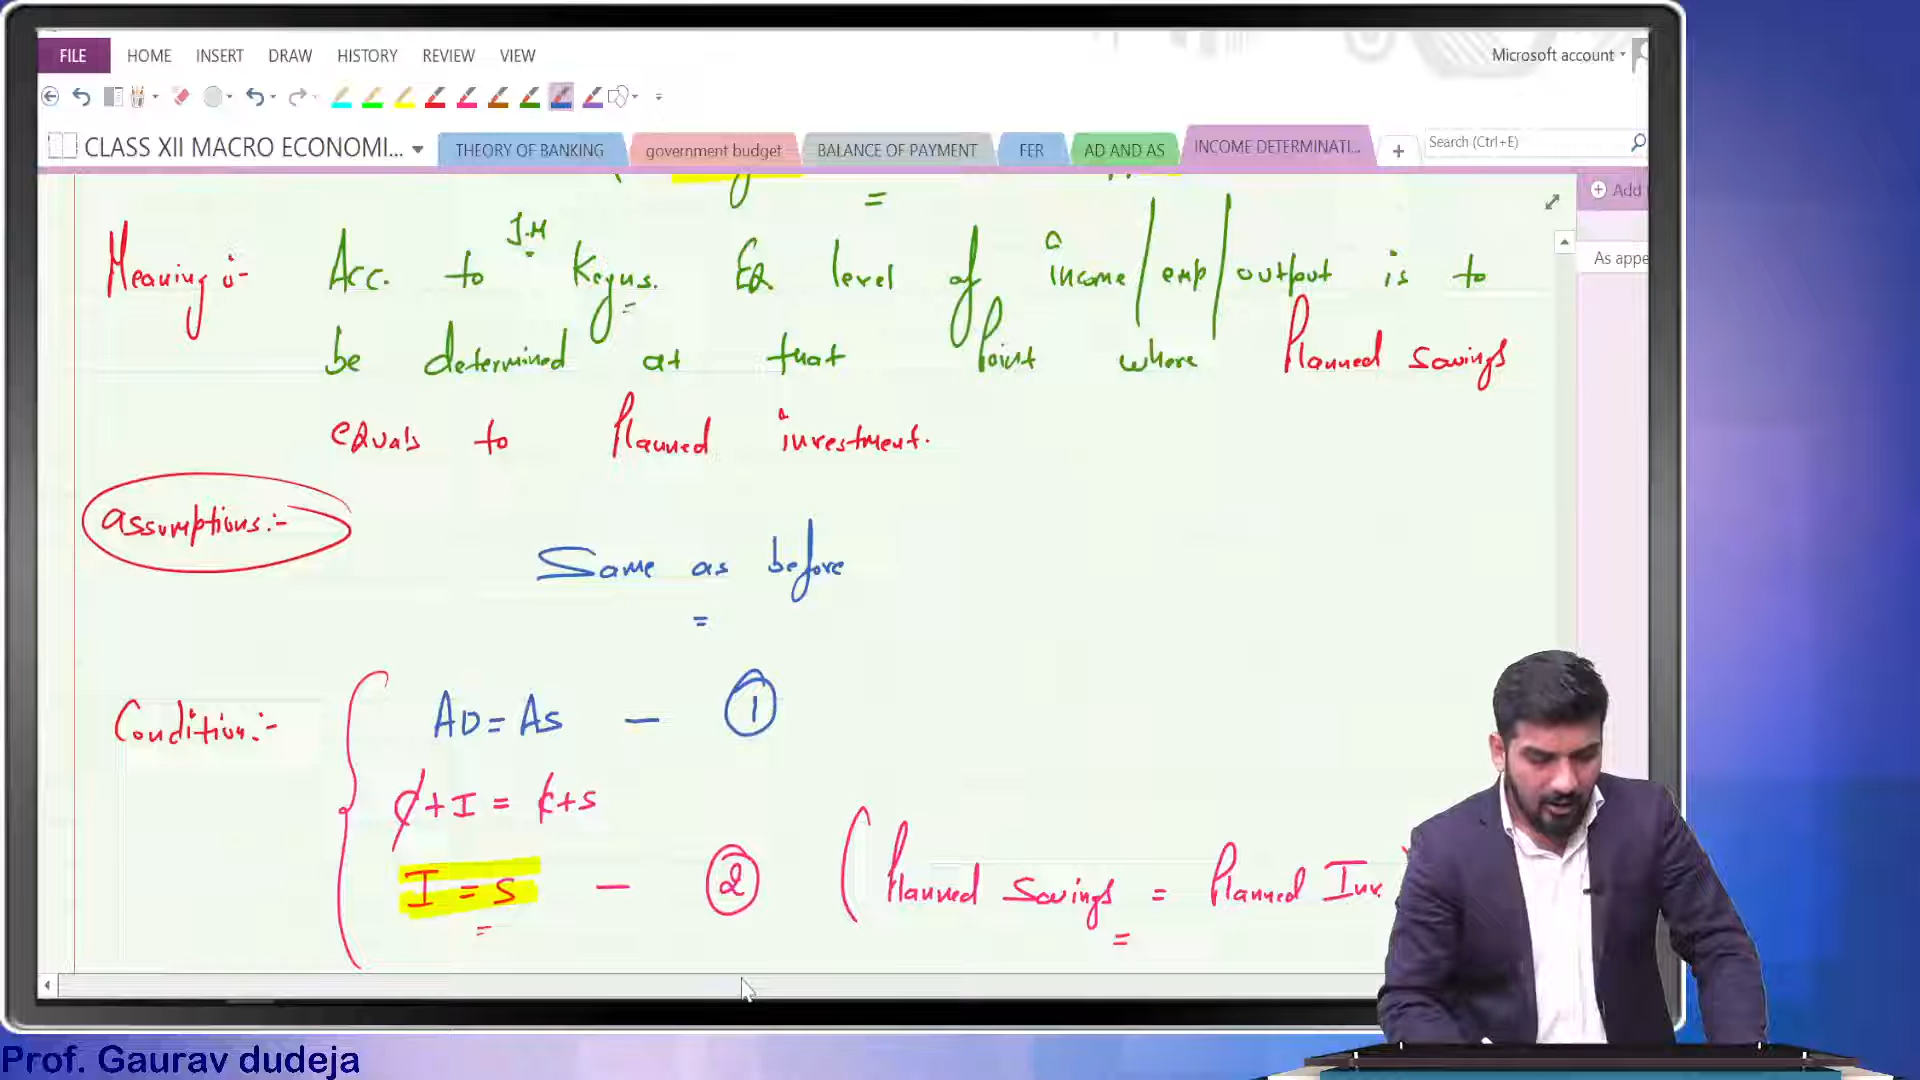 FILE HOME INSERT DRAW HISTORY REVIEW VIEW Microsoft account
CLASS XII MACRO ECONOMI... THEORY OF BANKING government budget BALANCE OF PAYMENT FER AD AND AS INCOME DETERMINATI... + Search (Ctrl+E)
Add
As appe
J.M
Meaning :- Acc. to Keyns. EQ level of income/emp/output is to
be determined at that Point where Planned Savings
equals to Planned investment.
Assumptions :-
Same as before
=
Condition :- AD = AS — 1
C + I = C + S
I = S — 2 ( Planned Savings = Planned Inv.
=
Prof. Gaurav dudeja